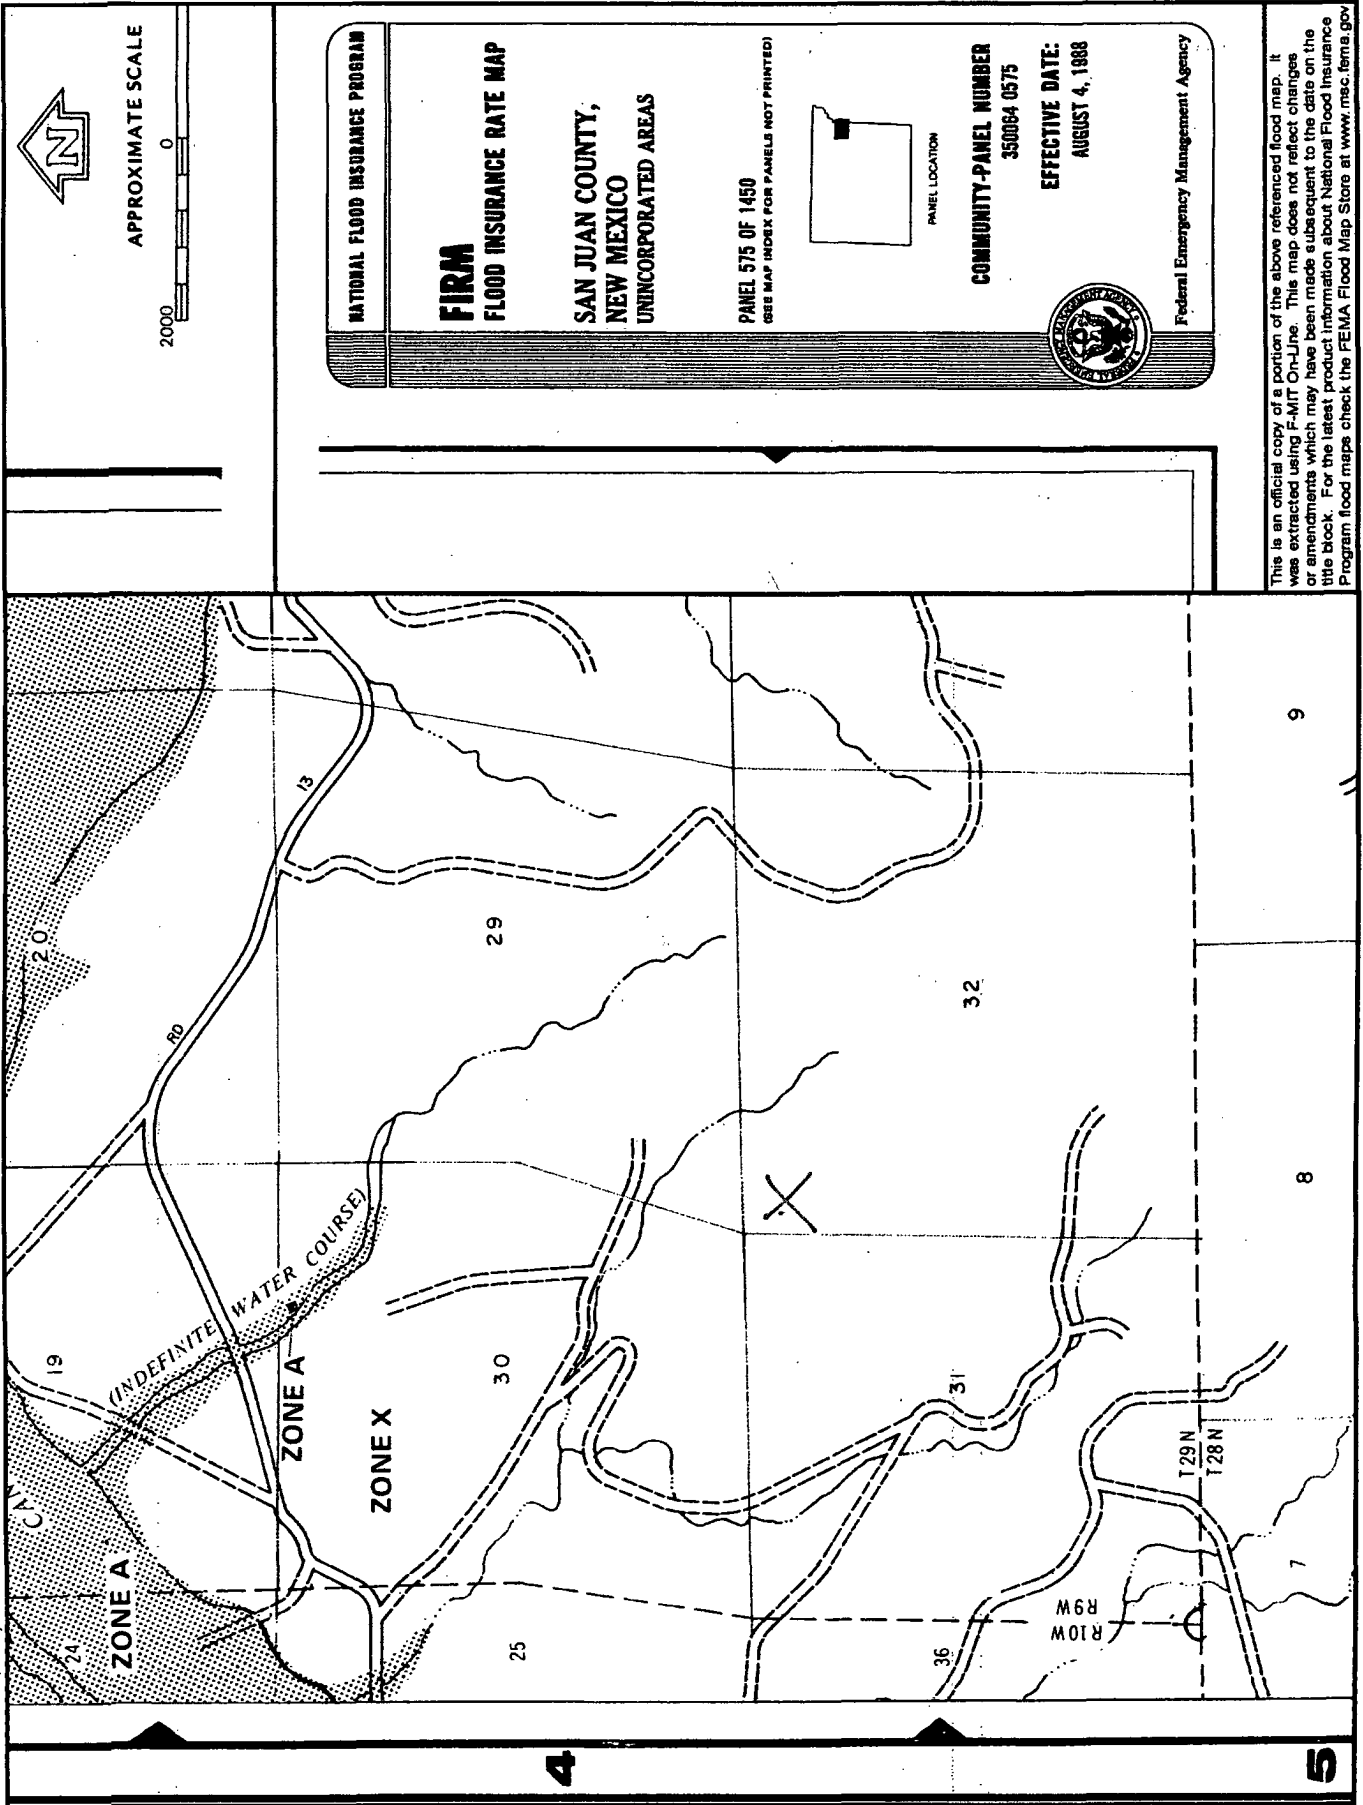 APPROXIMATE SCALE
2000 0
N
NATIONAL FLOOD INSURANCE PROGRAM
FIRM
FLOOD INSURANCE RATE MAP
SAN JUAN COUNTY,
NEW MEXICO
UNINCORPORATED AREAS
PANEL 575 OF 1450
(SEE MAP INDEX FOR PANELS NOT PRINTED)
PANEL LOCATION
COMMUNITY-PANEL NUMBER
350064 0575
EFFECTIVE DATE:
AUGUST 4, 1988
Federal Emergency Management Agency
This is an official copy of a portion of the above referenced flood map. It
was extracted using F-MIT On-Line. This map does not reflect changes
or amendments which may have been made subsequent to the date on the
title block. For the latest product information about National Flood Insurance
Program flood maps check the FEMA Flood Map Store at www.msc.fema.gov
CAN
24
ZONE A
19
(INDEFINITE WATER COURSE)
RD
20
13
ZONE A
ZONE X
25
30
29
36
31
32
R10W
R9W
T29N
T28N
7
8
9
4
5